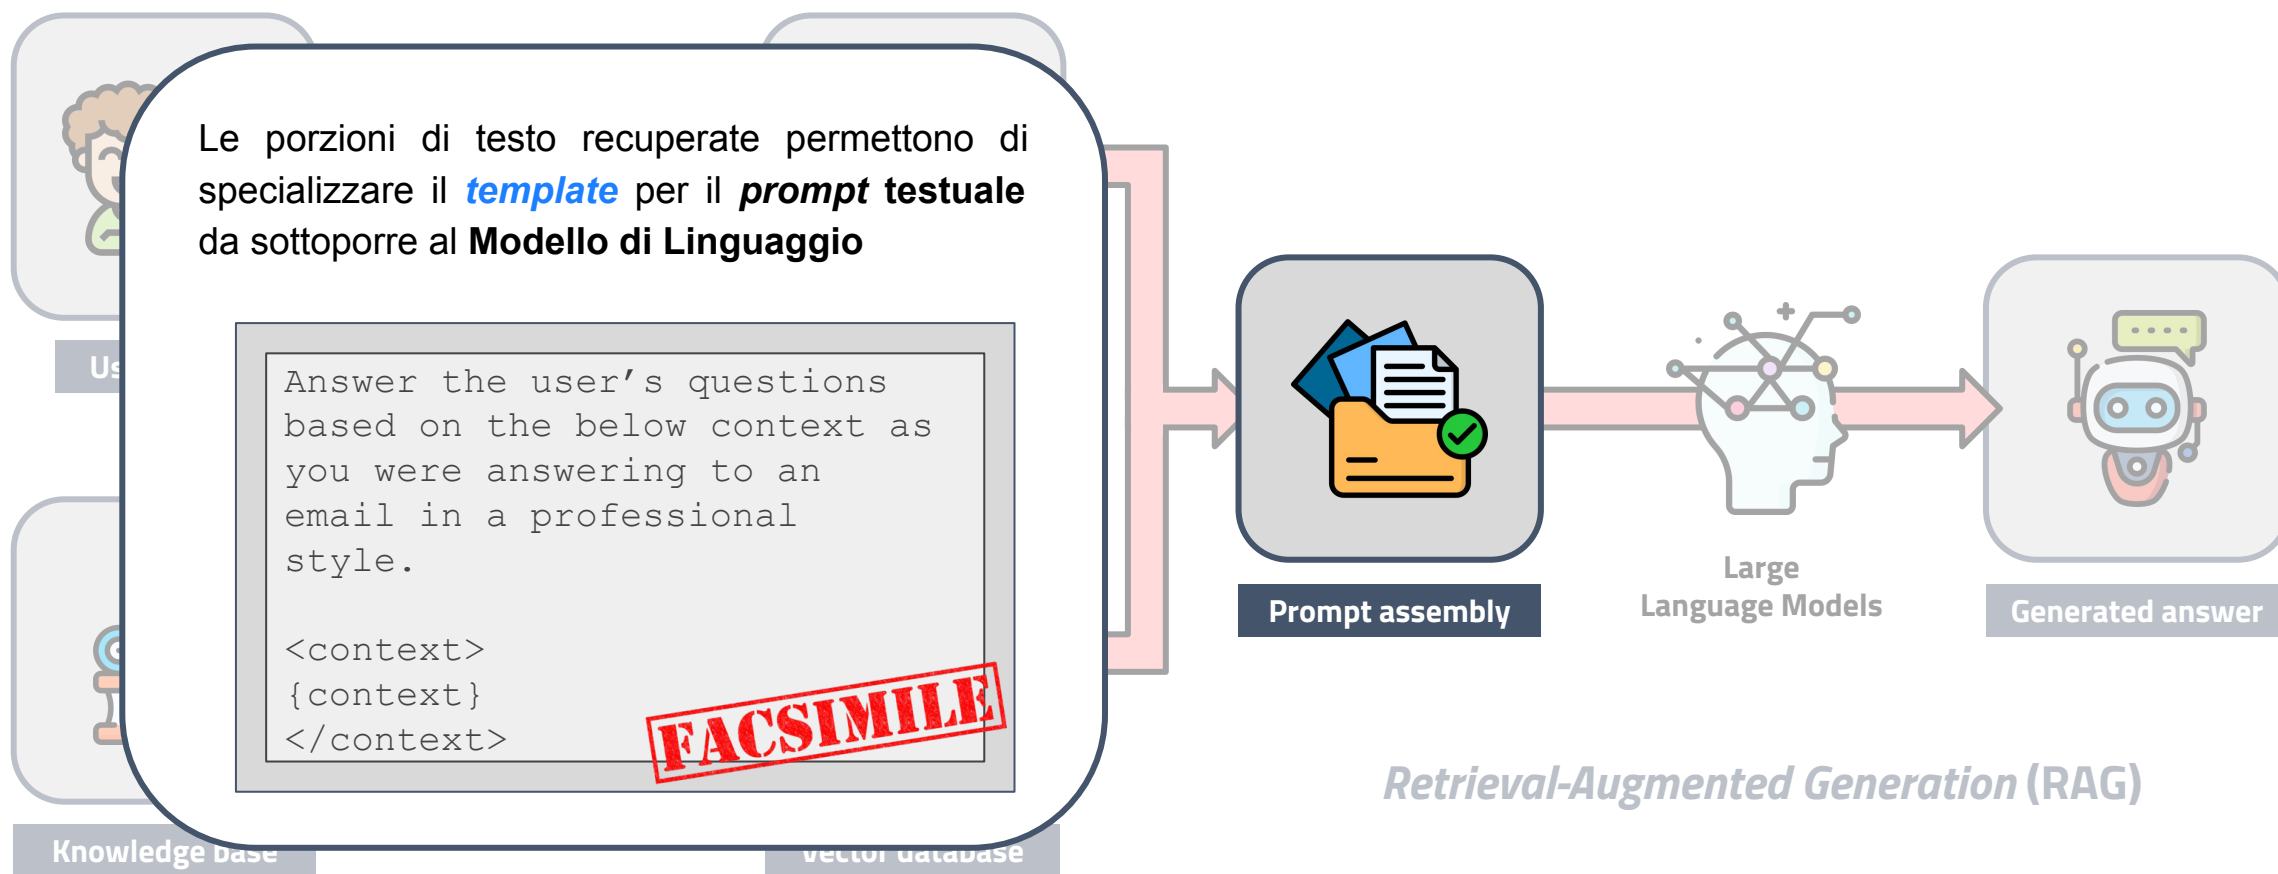 Le porzioni di testo recuperate permettono di
specializzare il template per il prompt testuale
da sottoporre al Modello di Linguaggio
Answer the user’s questions
based on the below context as
you were answering to an
email in a professional
style.
<context>
{context}
</context>
FACSIMILE
Prompt assembly
Large
Language Models
Generated answer
Retrieval-Augmented Generation (RAG)
Knowledge base
Vector database